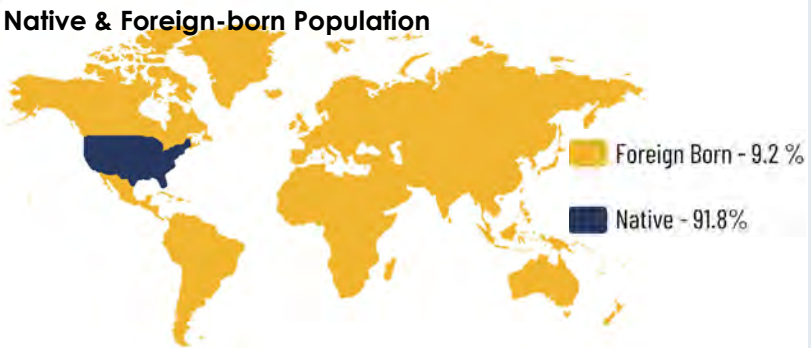 Native & Foreign-born Population
Foreign Born - 9.2 %
Native - 91.8%